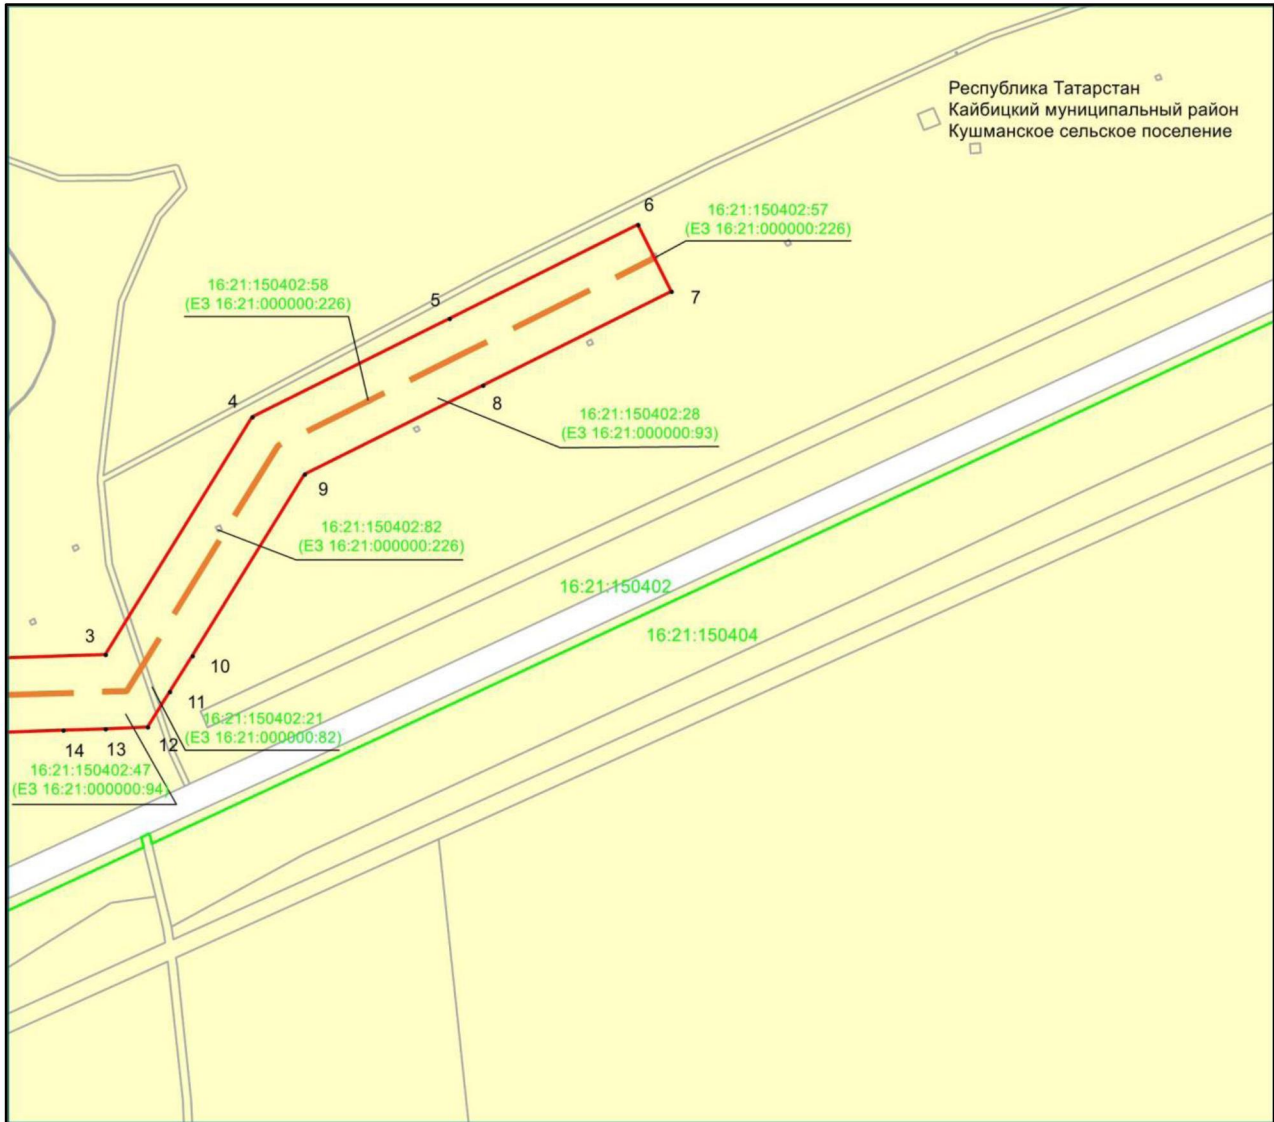 Республика Татарстан
Кайбицкий муниципальный район
Кушманское сельское поселение
6
16:21:150402:57
(ЕЗ 16:21:000000:226)
16:21:150402:58
(ЕЗ 16:21:000000:226)
5
7
4
8
16:21:150402:28
(ЕЗ 16:21:000000:93)
9
16:21:150402:82
(ЕЗ 16:21:000000:226)
16:21:150402
16:21:150404
3
10
11
16:21:150402:21
(ЕЗ 16:21:000000:82)
14
13
12
16:21:150402:47
(ЕЗ 16:21:000000:94)